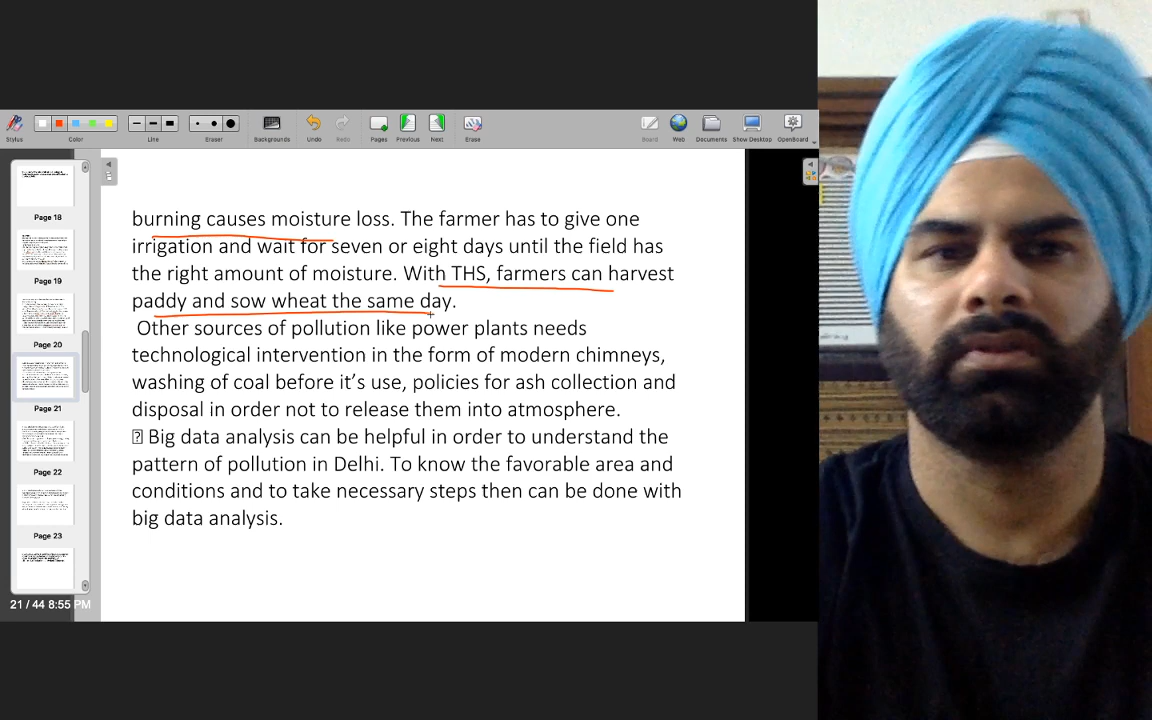 Stylus
Color
Line
Eraser
Backgrounds
Undo
Redo
Pages
Previous
Next
Erase
Board
Web
Documents
Show Desktop
OpenBoard
Page 18
Page 19
Page 20
Page 21
Page 22
Page 23
21 / 44 8:55 PM
burning causes moisture loss. The farmer has to give one
irrigation and wait for seven or eight days until the field has
the right amount of moisture. With THS, farmers can harvest
paddy and sow wheat the same day.
Other sources of pollution like power plants needs
technological intervention in the form of modern chimneys,
washing of coal before it’s use, policies for ash collection and
disposal in order not to release them into atmosphere.
Big data analysis can be helpful in order to understand the
pattern of pollution in Delhi. To know the favorable area and
conditions and to take necessary steps then can be done with
big data analysis.